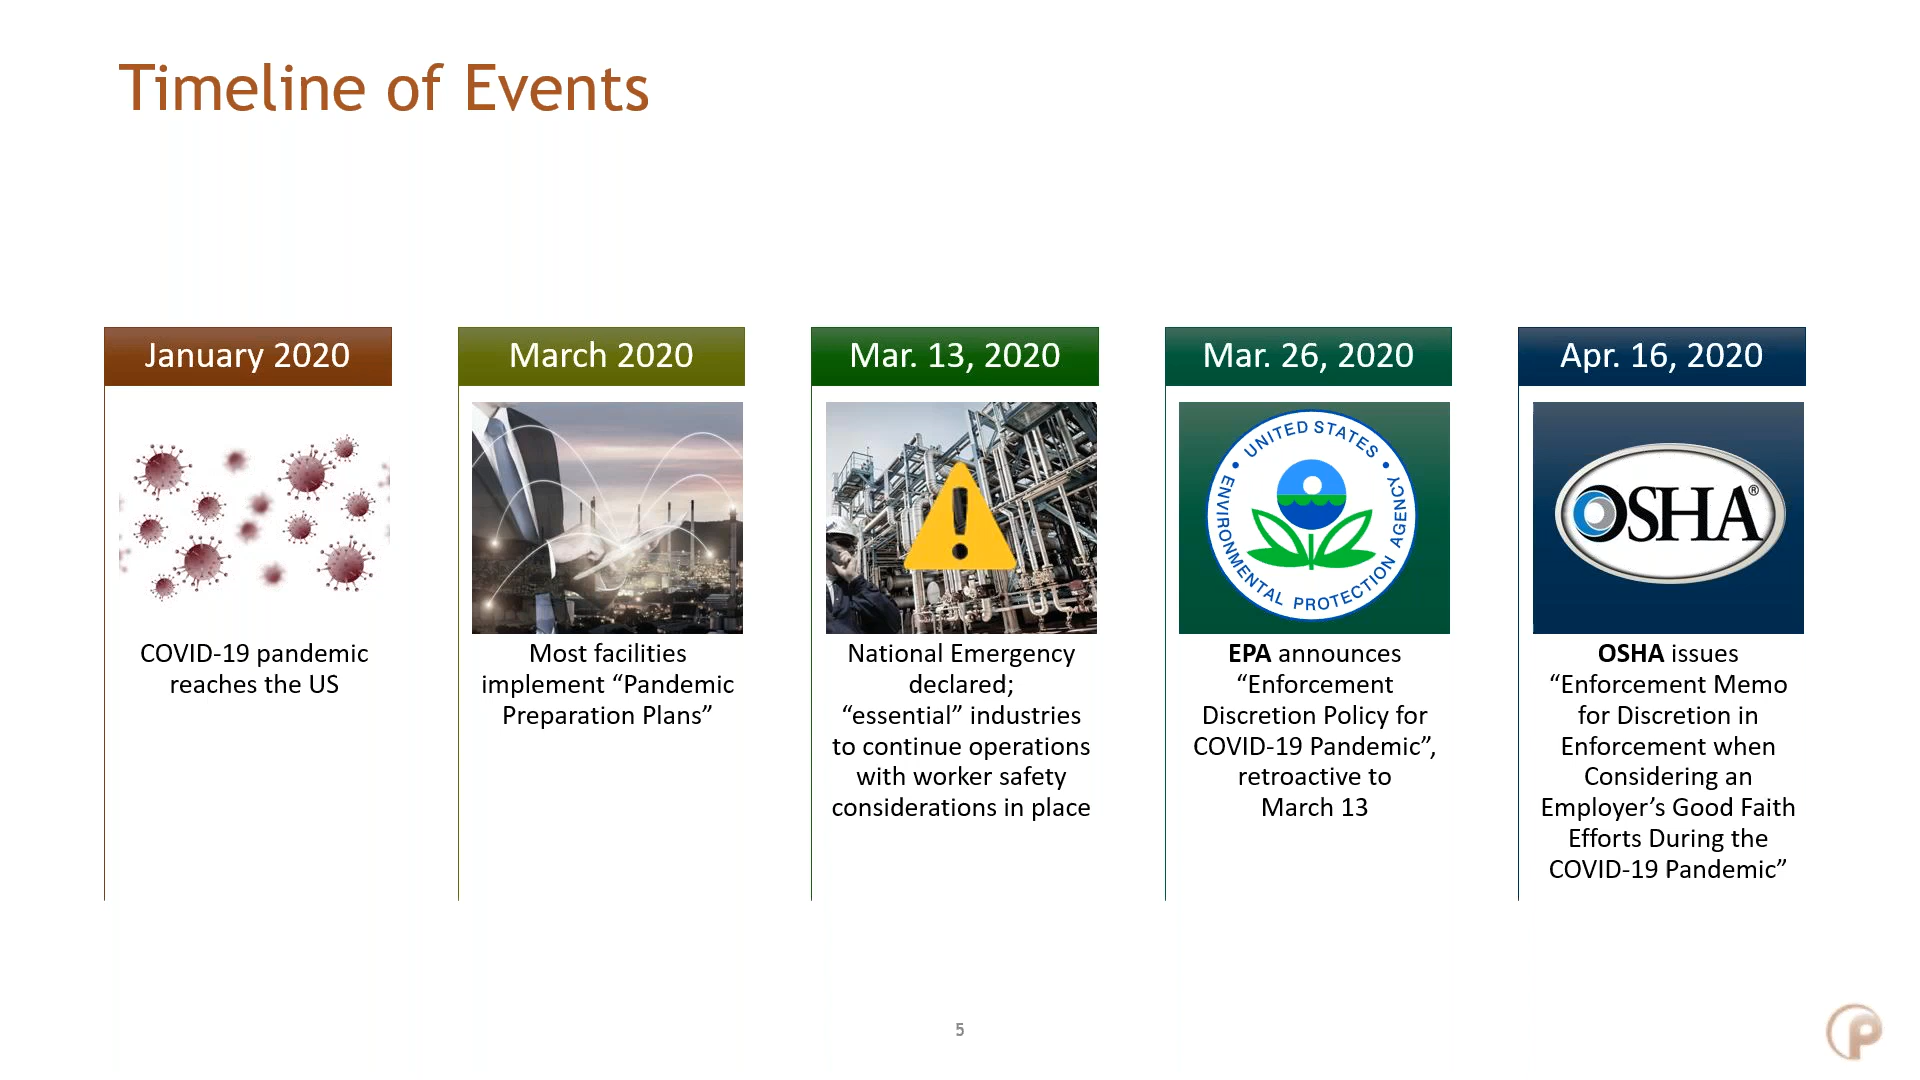 Timeline of Events
January 2020
COVID-19 pandemic
reaches the US
March 2020
Most facilities
implement “Pandemic
Preparation Plans”
Mar. 13, 2020
National Emergency
declared;
“essential” industries
to continue operations
with worker safety
considerations in place
Mar. 26, 2020
• UNITED STATES •
ENVIRONMENTAL PROTECTION AGENCY
EPA announces
“Enforcement
Discretion Policy for
COVID-19 Pandemic”,
retroactive to
March 13
Apr. 16, 2020
OSHA®
OSHA issues
“Enforcement Memo
for Discretion in
Enforcement when
Considering an
Employer’s Good Faith
Efforts During the
COVID-19 Pandemic”
5
P